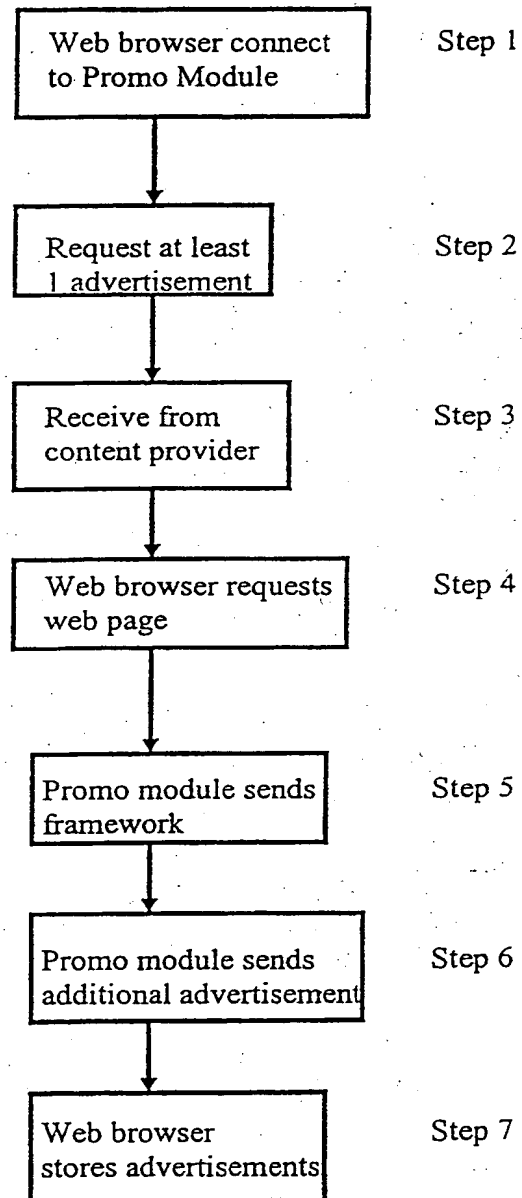 Web browser connect
to Promo Module
Step 1
Request at least
1 advertisement
Step 2
Receive from
content provider
Step 3
Web browser requests
web page
Step 4
Promo module sends
framework
Step 5
Promo module sends
additional advertisement
Step 6
Web browser
stores advertisements
Step 7